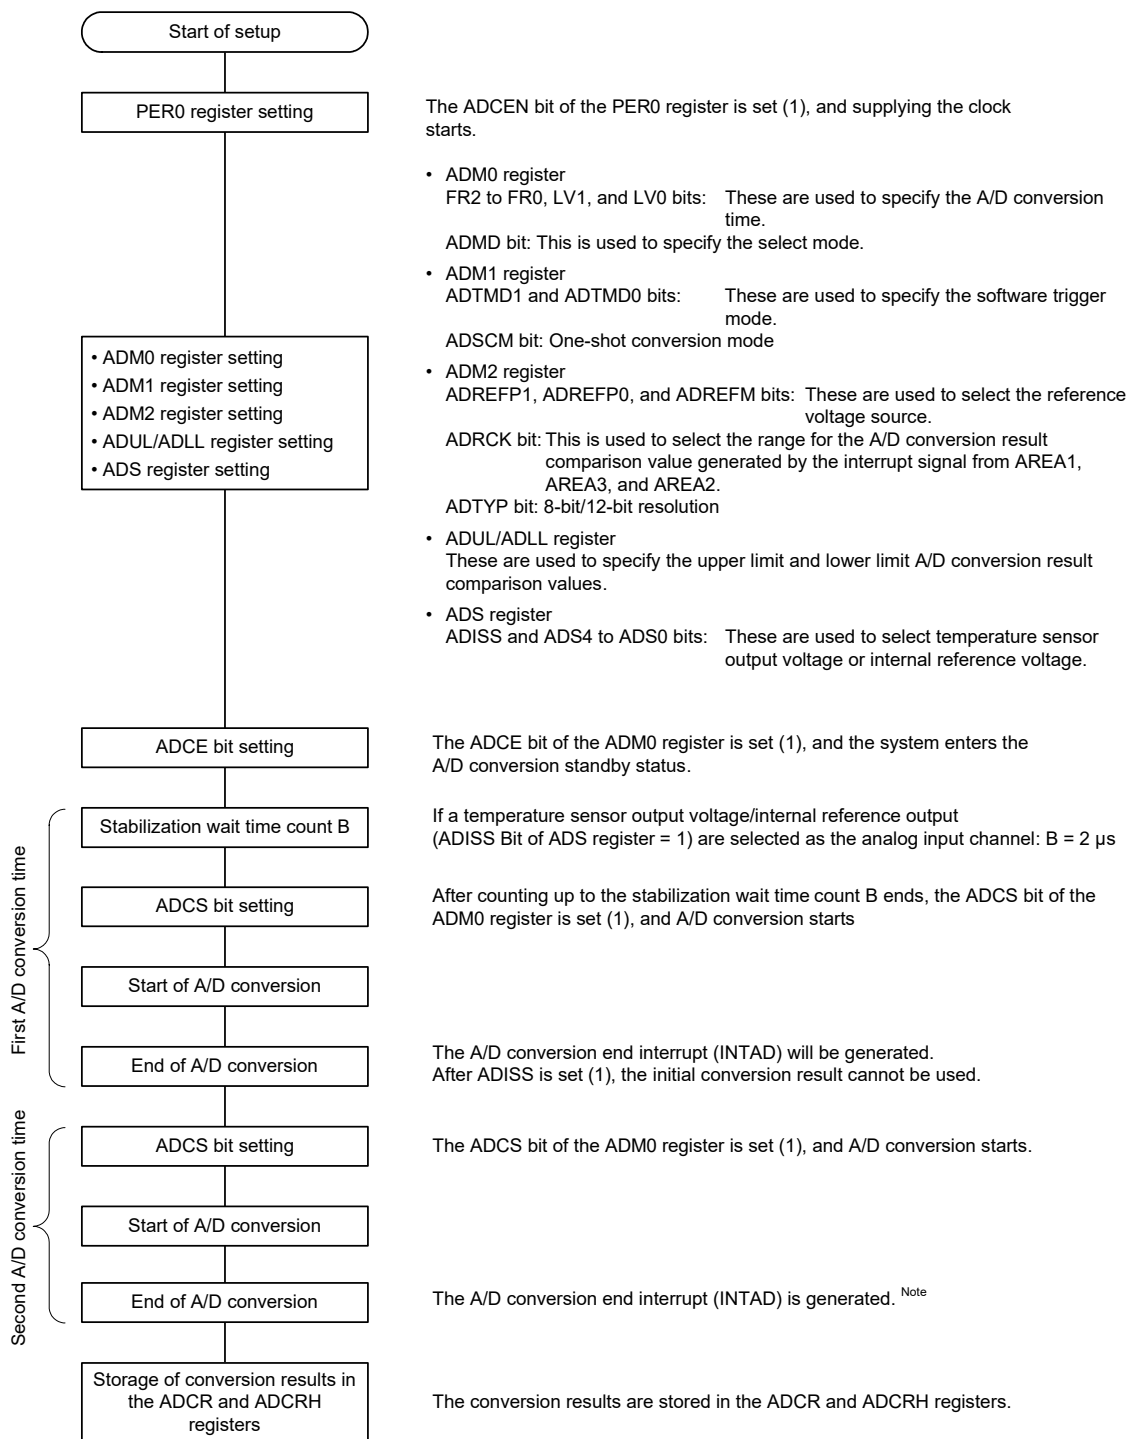 Start of setup
PER0 register setting
The ADCEN bit of the PER0 register is set (1), and supplying the clock
starts.
• ADM0 register
FR2 to FR0, LV1, and LV0 bits: These are used to specify the A/D conversion
time.
ADMD bit: This is used to specify the select mode.
• ADM1 register
ADTMD1 and ADTMD0 bits: These are used to specify the software trigger
mode.
ADSCM bit: One-shot conversion mode
• ADM2 register
ADREFP1, ADREFP0, and ADREFM bits: These are used to select the reference
voltage source.
ADRCK bit: This is used to select the range for the A/D conversion result
comparison value generated by the interrupt signal from AREA1,
AREA3, and AREA2.
ADTYP bit: 8-bit/12-bit resolution
• ADUL/ADLL register
These are used to specify the upper limit and lower limit A/D conversion result
comparison values.
• ADS register
ADISS and ADS4 to ADS0 bits: These are used to select temperature sensor
output voltage or internal reference voltage.
• ADM0 register setting
• ADM1 register setting
• ADM2 register setting
• ADUL/ADLL register setting
• ADS register setting
ADCE bit setting
The ADCE bit of the ADM0 register is set (1), and the system enters the
A/D conversion standby status.
First A/D conversion time
Stabilization wait time count B
If a temperature sensor output voltage/internal reference output
(ADISS Bit of ADS register = 1) are selected as the analog input channel: B = 2 µs
ADCS bit setting
After counting up to the stabilization wait time count B ends, the ADCS bit of the
ADM0 register is set (1), and A/D conversion starts
Start of A/D conversion
End of A/D conversion
The A/D conversion end interrupt (INTAD) will be generated.
After ADISS is set (1), the initial conversion result cannot be used.
Second A/D conversion time
ADCS bit setting
The ADCS bit of the ADM0 register is set (1), and A/D conversion starts.
Start of A/D conversion
End of A/D conversion
The A/D conversion end interrupt (INTAD) is generated. Note
Storage of conversion results in
the ADCR and ADCRH
registers
The conversion results are stored in the ADCR and ADCRH registers.